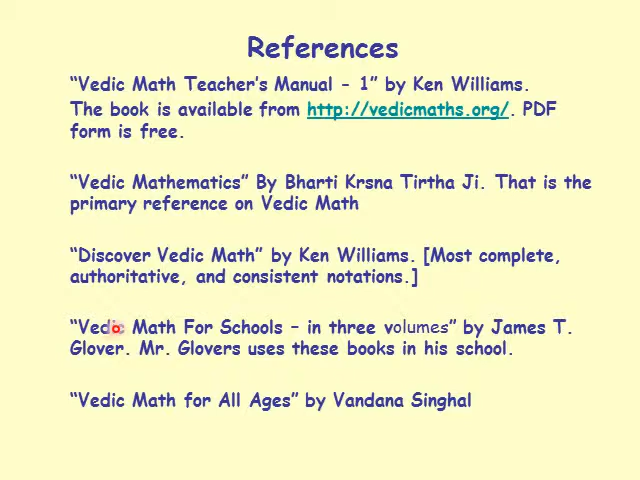 References
“Vedic Math Teacher’s Manual - 1” by Ken Williams.
The book is available from http://vedicmaths.org/. PDF
form is free.
“Vedic Mathematics” By Bharti Krsna Tirtha Ji. That is the
primary reference on Vedic Math
“Discover Vedic Math” by Ken Williams. [Most complete,
authoritative, and consistent notations.]
“Vedic Math For Schools – in three volumes” by James T.
Glover. Mr. Glovers uses these books in his school.
“Vedic Math for All Ages” by Vandana Singhal